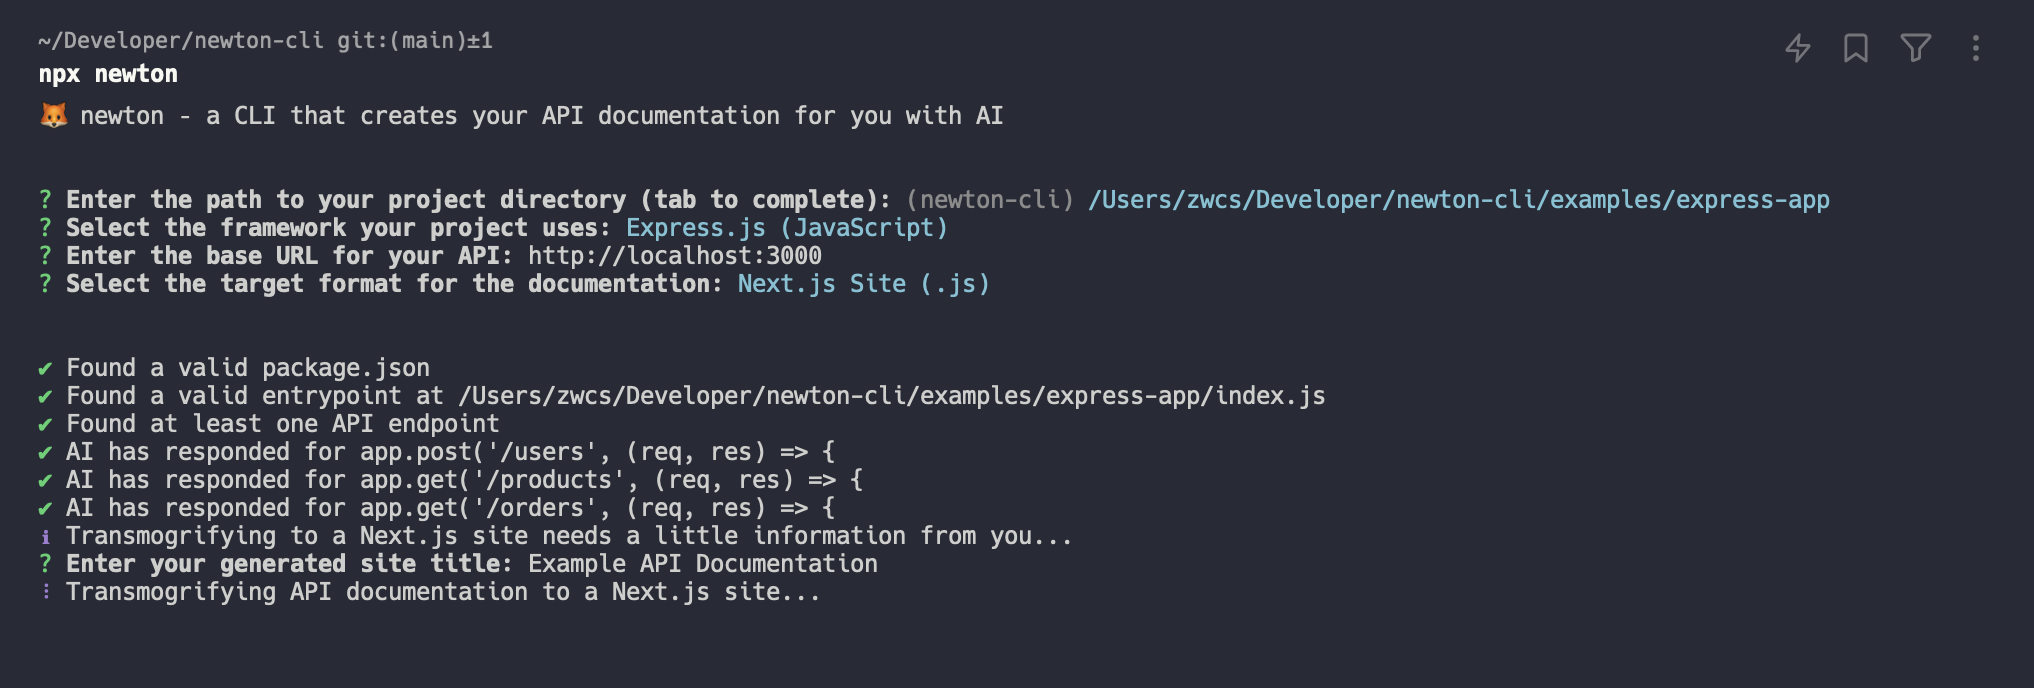 ~/Developer/newton-cli git:(main)±1
npx newton
🦊 newton - a CLI that creates your API documentation for you with AI
? Enter the path to your project directory (tab to complete): (newton-cli) /Users/zwcs/Developer/newton-cli/examples/express-app
? Select the framework your project uses: Express.js (JavaScript)
? Enter the base URL for your API: http://localhost:3000
? Select the target format for the documentation: Next.js Site (.js)
✔ Found a valid package.json
✔ Found a valid entrypoint at /Users/zwcs/Developer/newton-cli/examples/express-app/index.js
✔ Found at least one API endpoint
✔ AI has responded for app.post('/users', (req, res) => {
✔ AI has responded for app.get('/products', (req, res) => {
✔ AI has responded for app.get('/orders', (req, res) => {
ℹ Transmogrifying to a Next.js site needs a little information from you...
? Enter your generated site title: Example API Documentation
⠸ Transmogrifying API documentation to a Next.js site...